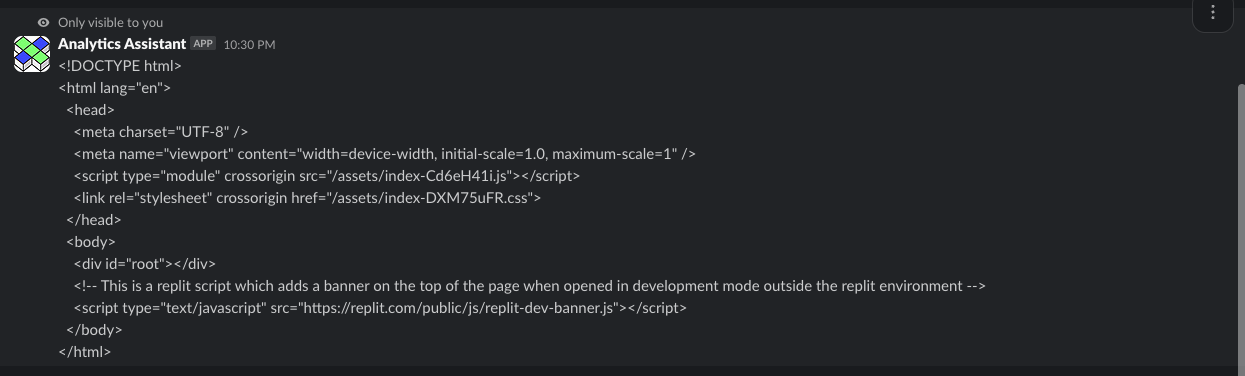 Only visible to you
Analytics Assistant APP 10:30 PM
<!DOCTYPE html>
<html lang="en">
<head>
<meta charset="UTF-8" />
<meta name="viewport" content="width=device-width, initial-scale=1.0, maximum-scale=1" />
<script type="module" crossorigin src="/assets/index-Cd6eH41i.js"></script>
<link rel="stylesheet" crossorigin href="/assets/index-DXM75uFR.css">
</head>
<body>
<div id="root"></div>
<!-- This is a replit script which adds a banner on the top of the page when opened in development mode outside the replit environment -->
<script type="text/javascript" src="https://replit.com/public/js/replit-dev-banner.js"></script>
</body>
</html>